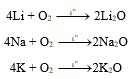 4Li + O₂ —t°→ 2Li₂O
4Na + O₂ —t°→ 2Na₂O
4K + O₂ —t°→ 2K₂O